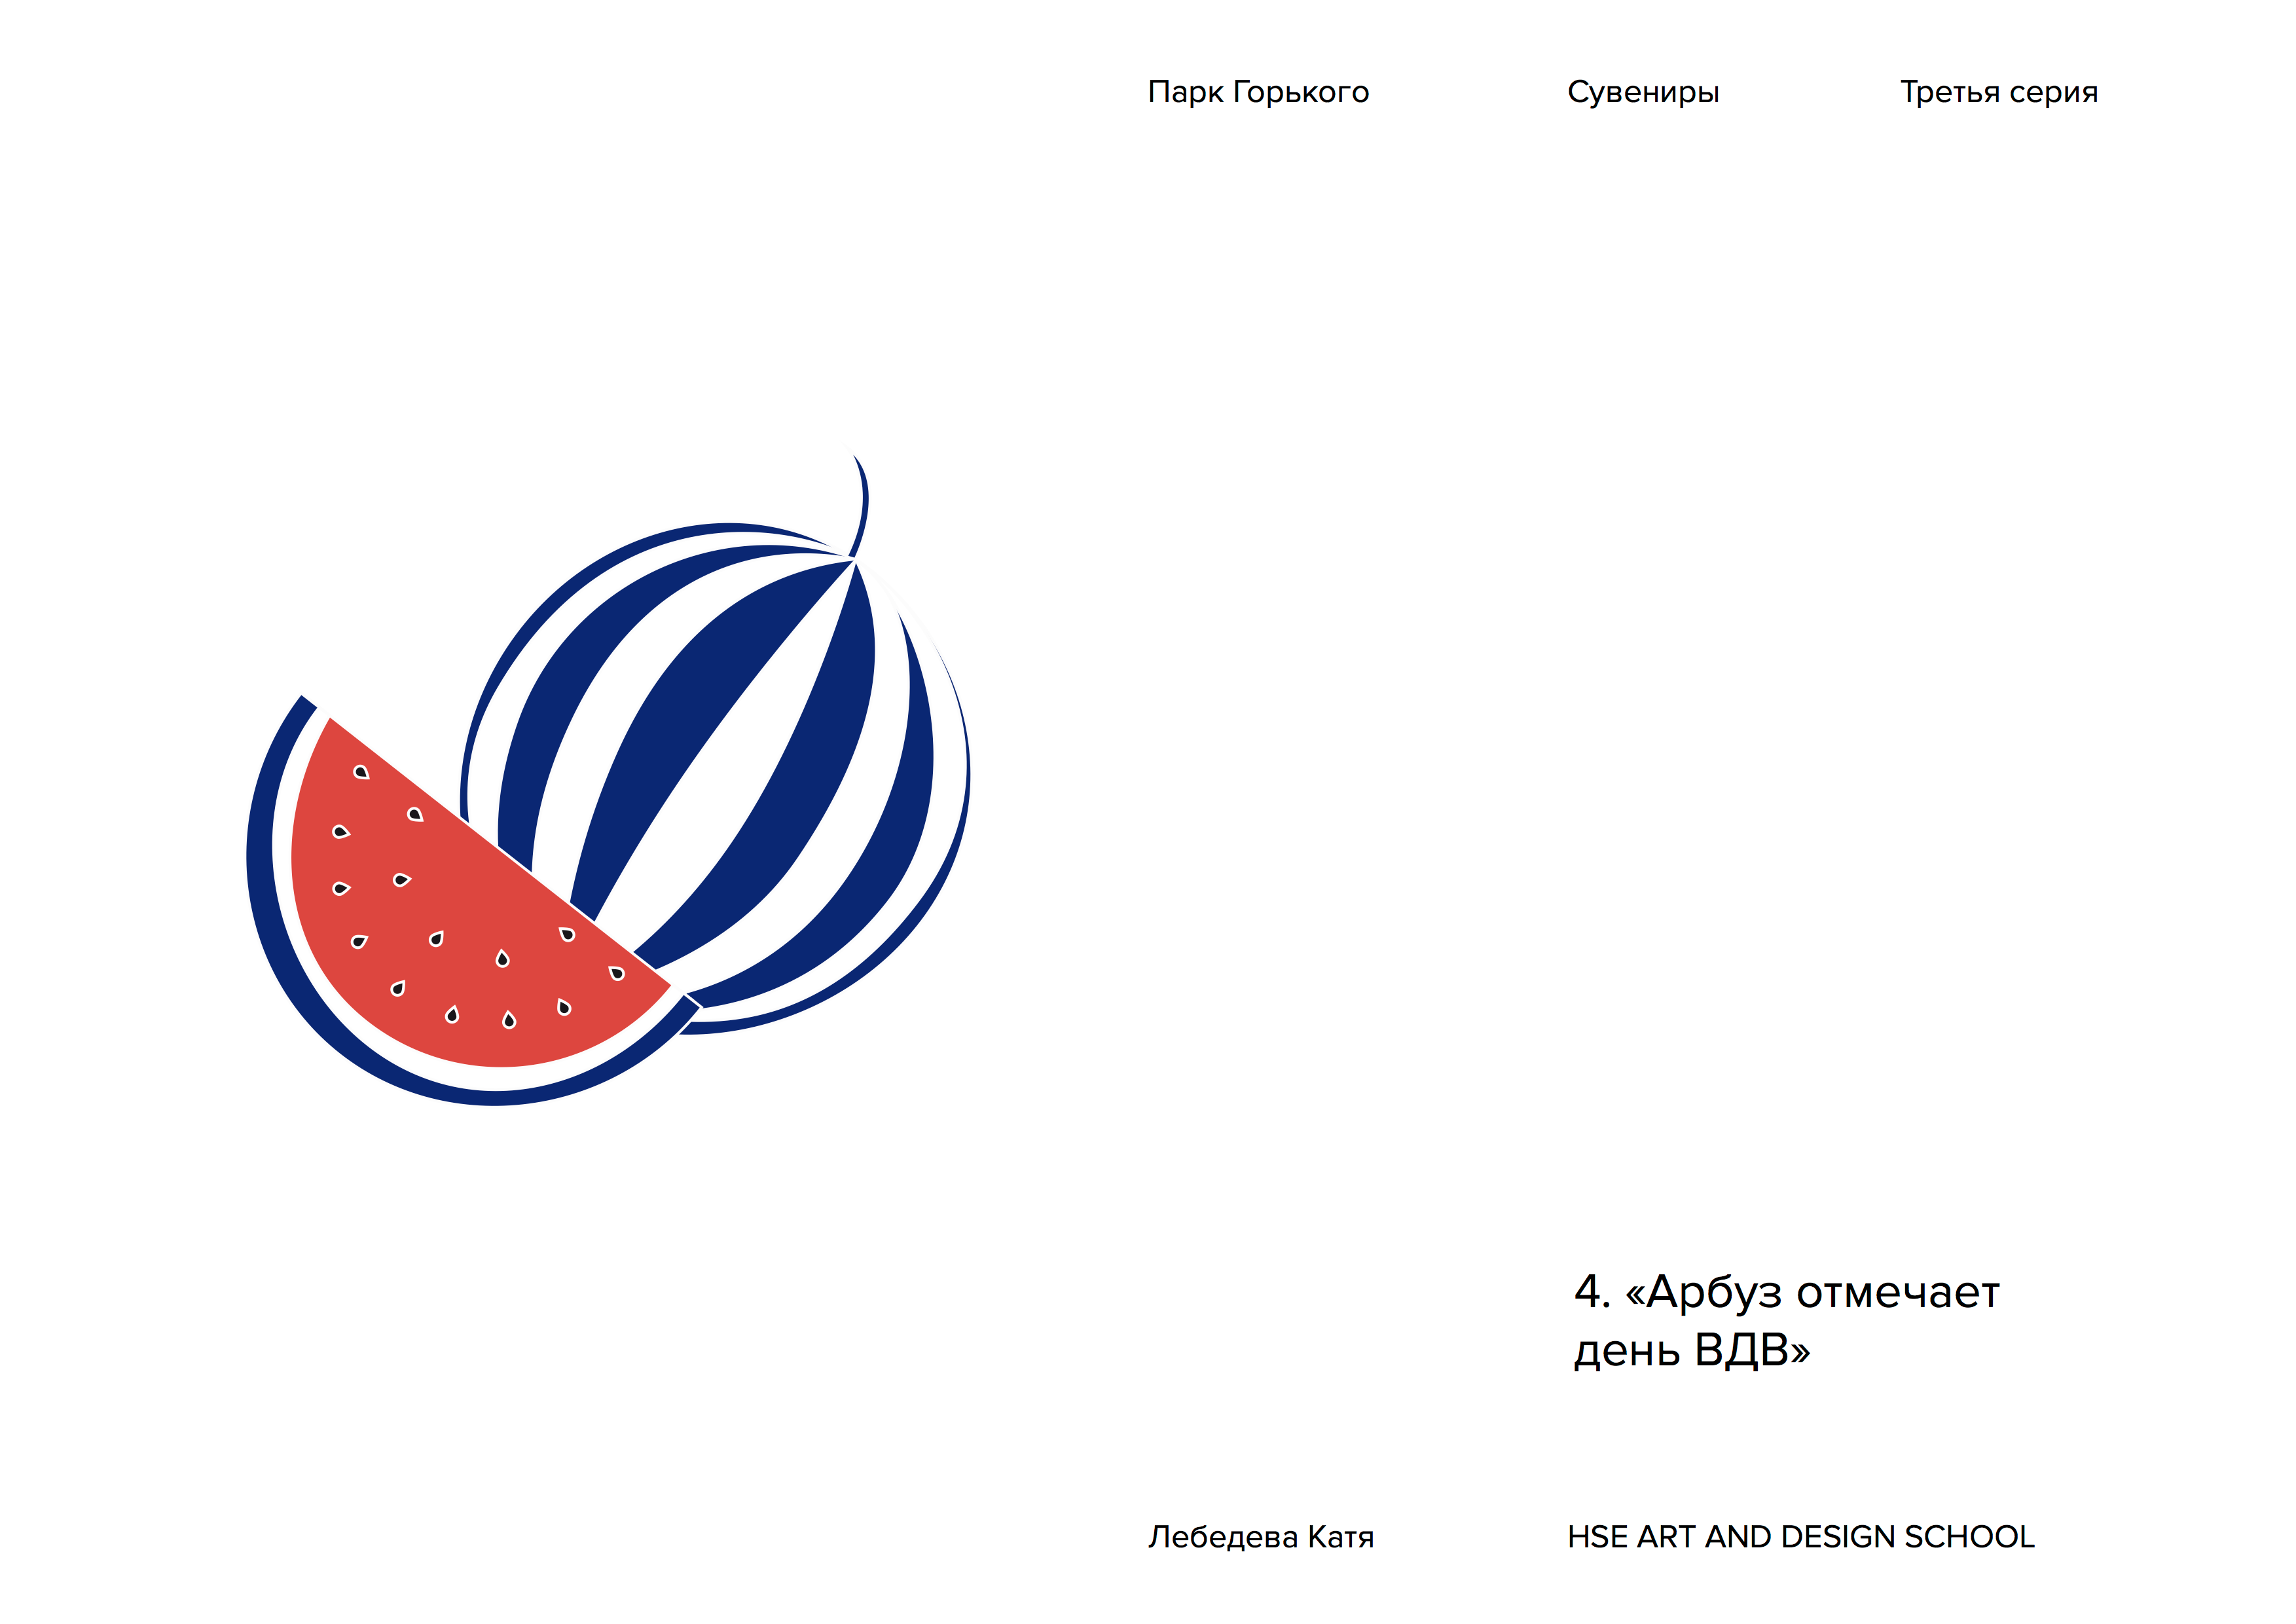 Парк Горького
Сувениры
Третья серия
4. «Арбуз отмечает
день ВДВ»
Лебедева Катя
HSE ART AND DESIGN SCHOOL